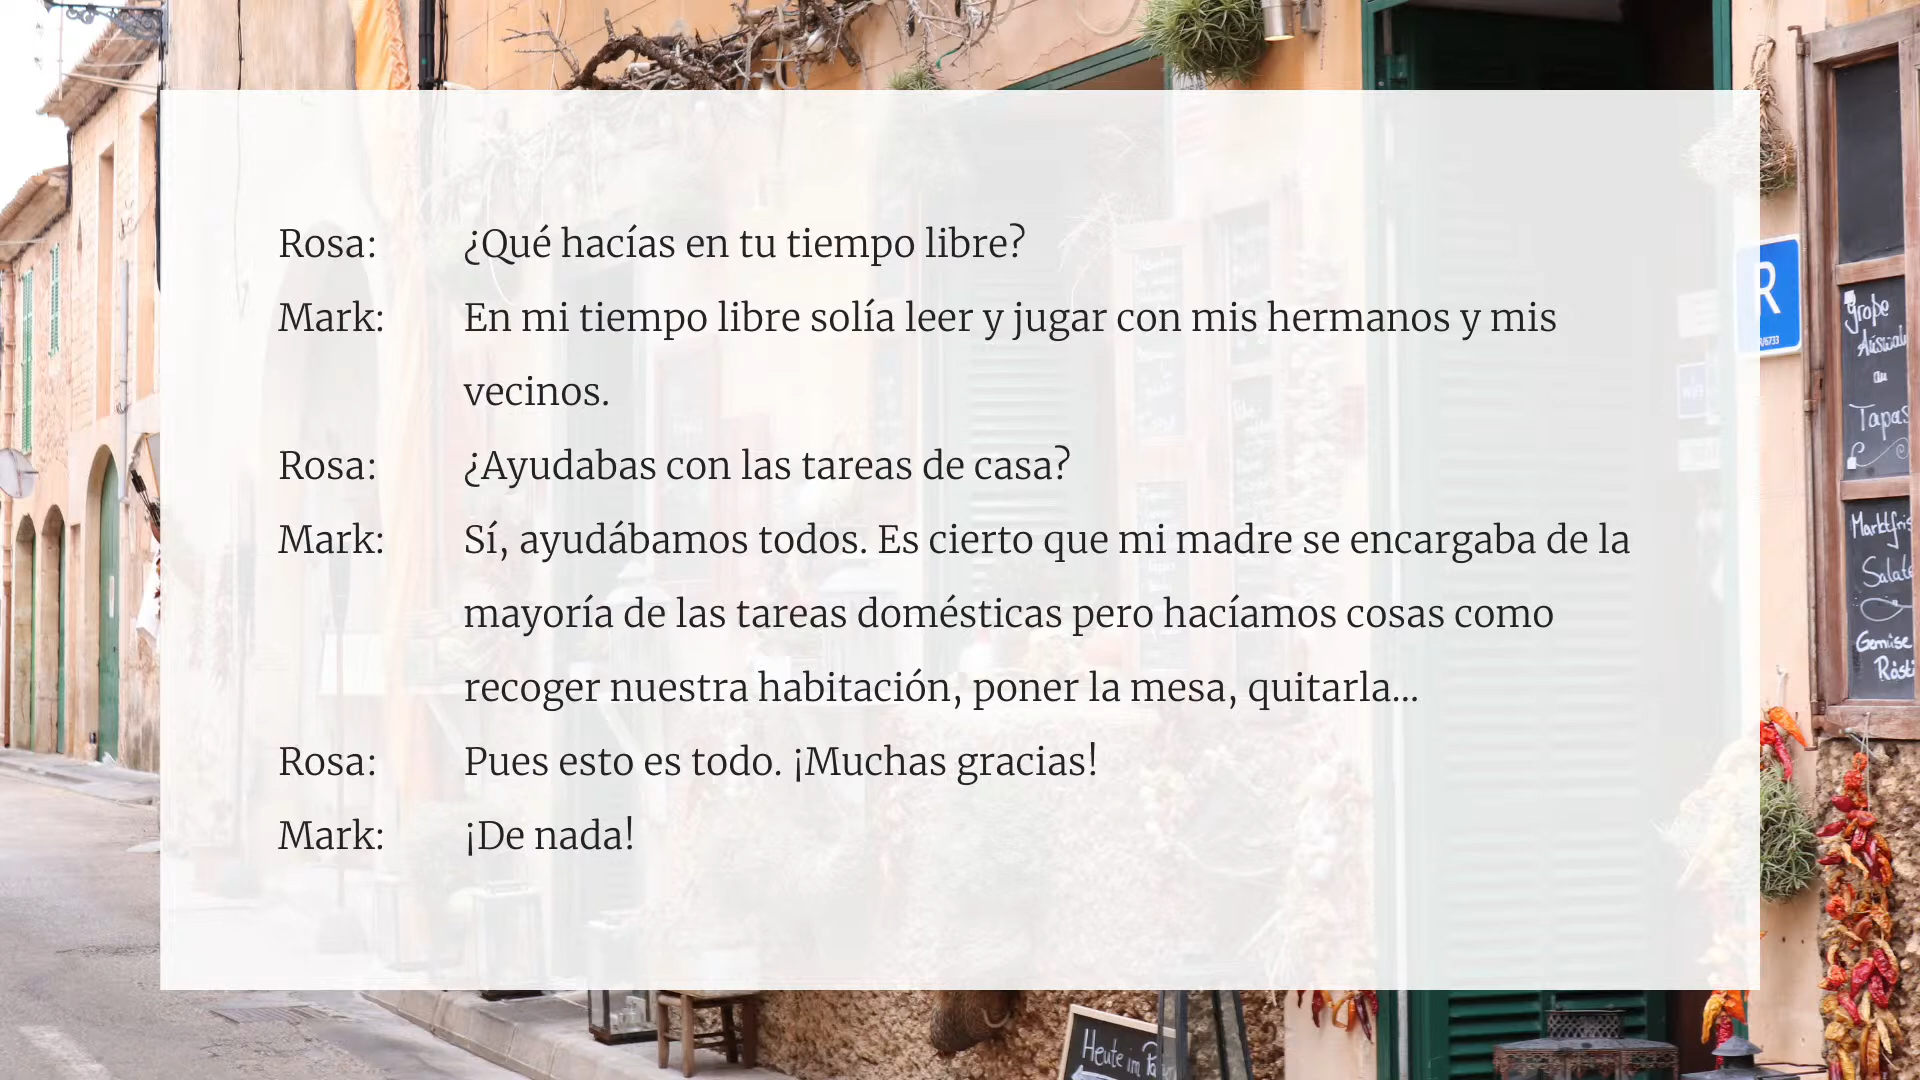 Rosa: ¿Qué hacías en tu tiempo libre?
Mark: En mi tiempo libre solía leer y jugar con mis hermanos y mis
vecinos.
Rosa: ¿Ayudabas con las tareas de casa?
Mark: Sí, ayudábamos todos. Es cierto que mi madre se encargaba de la
mayoría de las tareas domésticas pero hacíamos cosas como
recoger nuestra habitación, poner la mesa, quitarla...
Rosa: Pues esto es todo. ¡Muchas gracias!
Mark: ¡De nada!
R
große
an
Tapas
Heute im